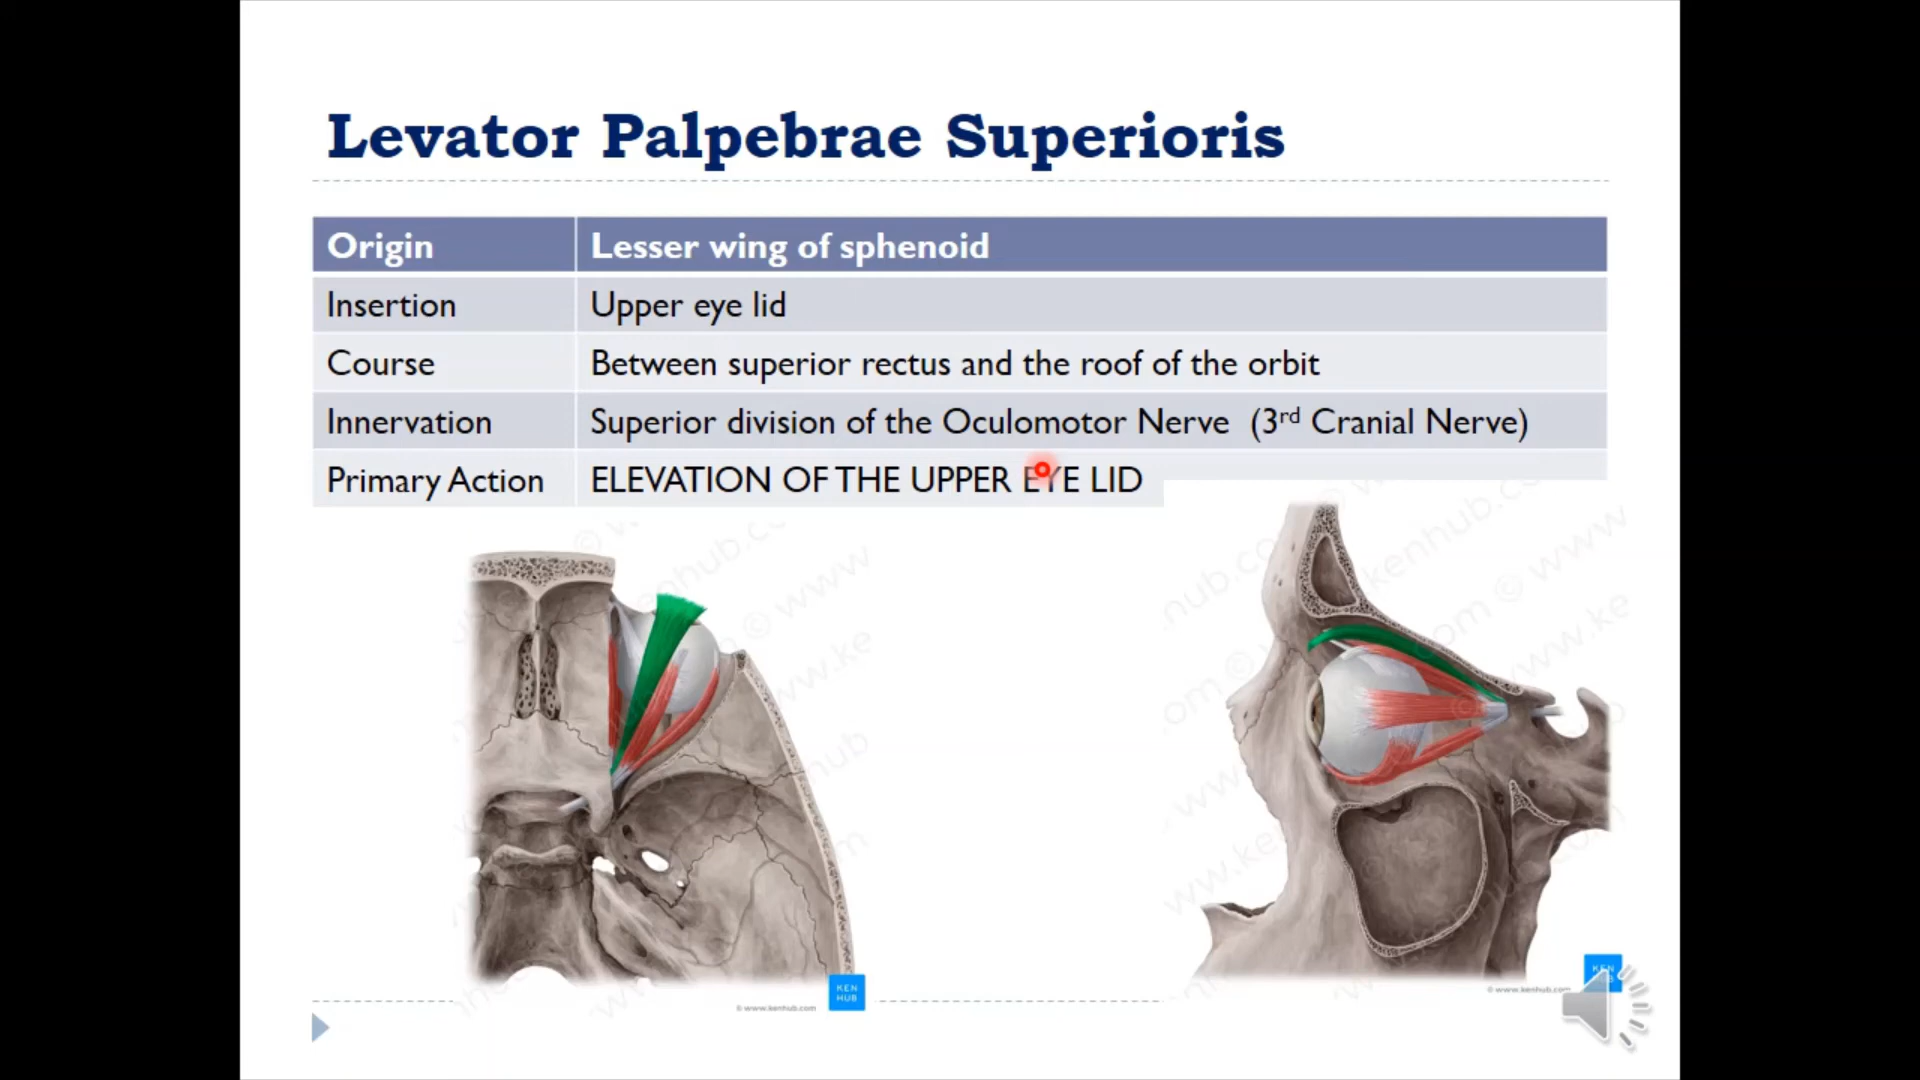 Levator Palpebrae Superioris
Origin Lesser wing of sphenoid
Insertion Upper eye lid
Course Between superior rectus and the roof of the orbit
Innervation Superior division of the Oculomotor Nerve (3rd Cranial Nerve)
Primary Action ELEVATION OF THE UPPER EYE LID
KEN
HUB
© www.kenhub.com
KEN
HUB
© www.kenhub.com